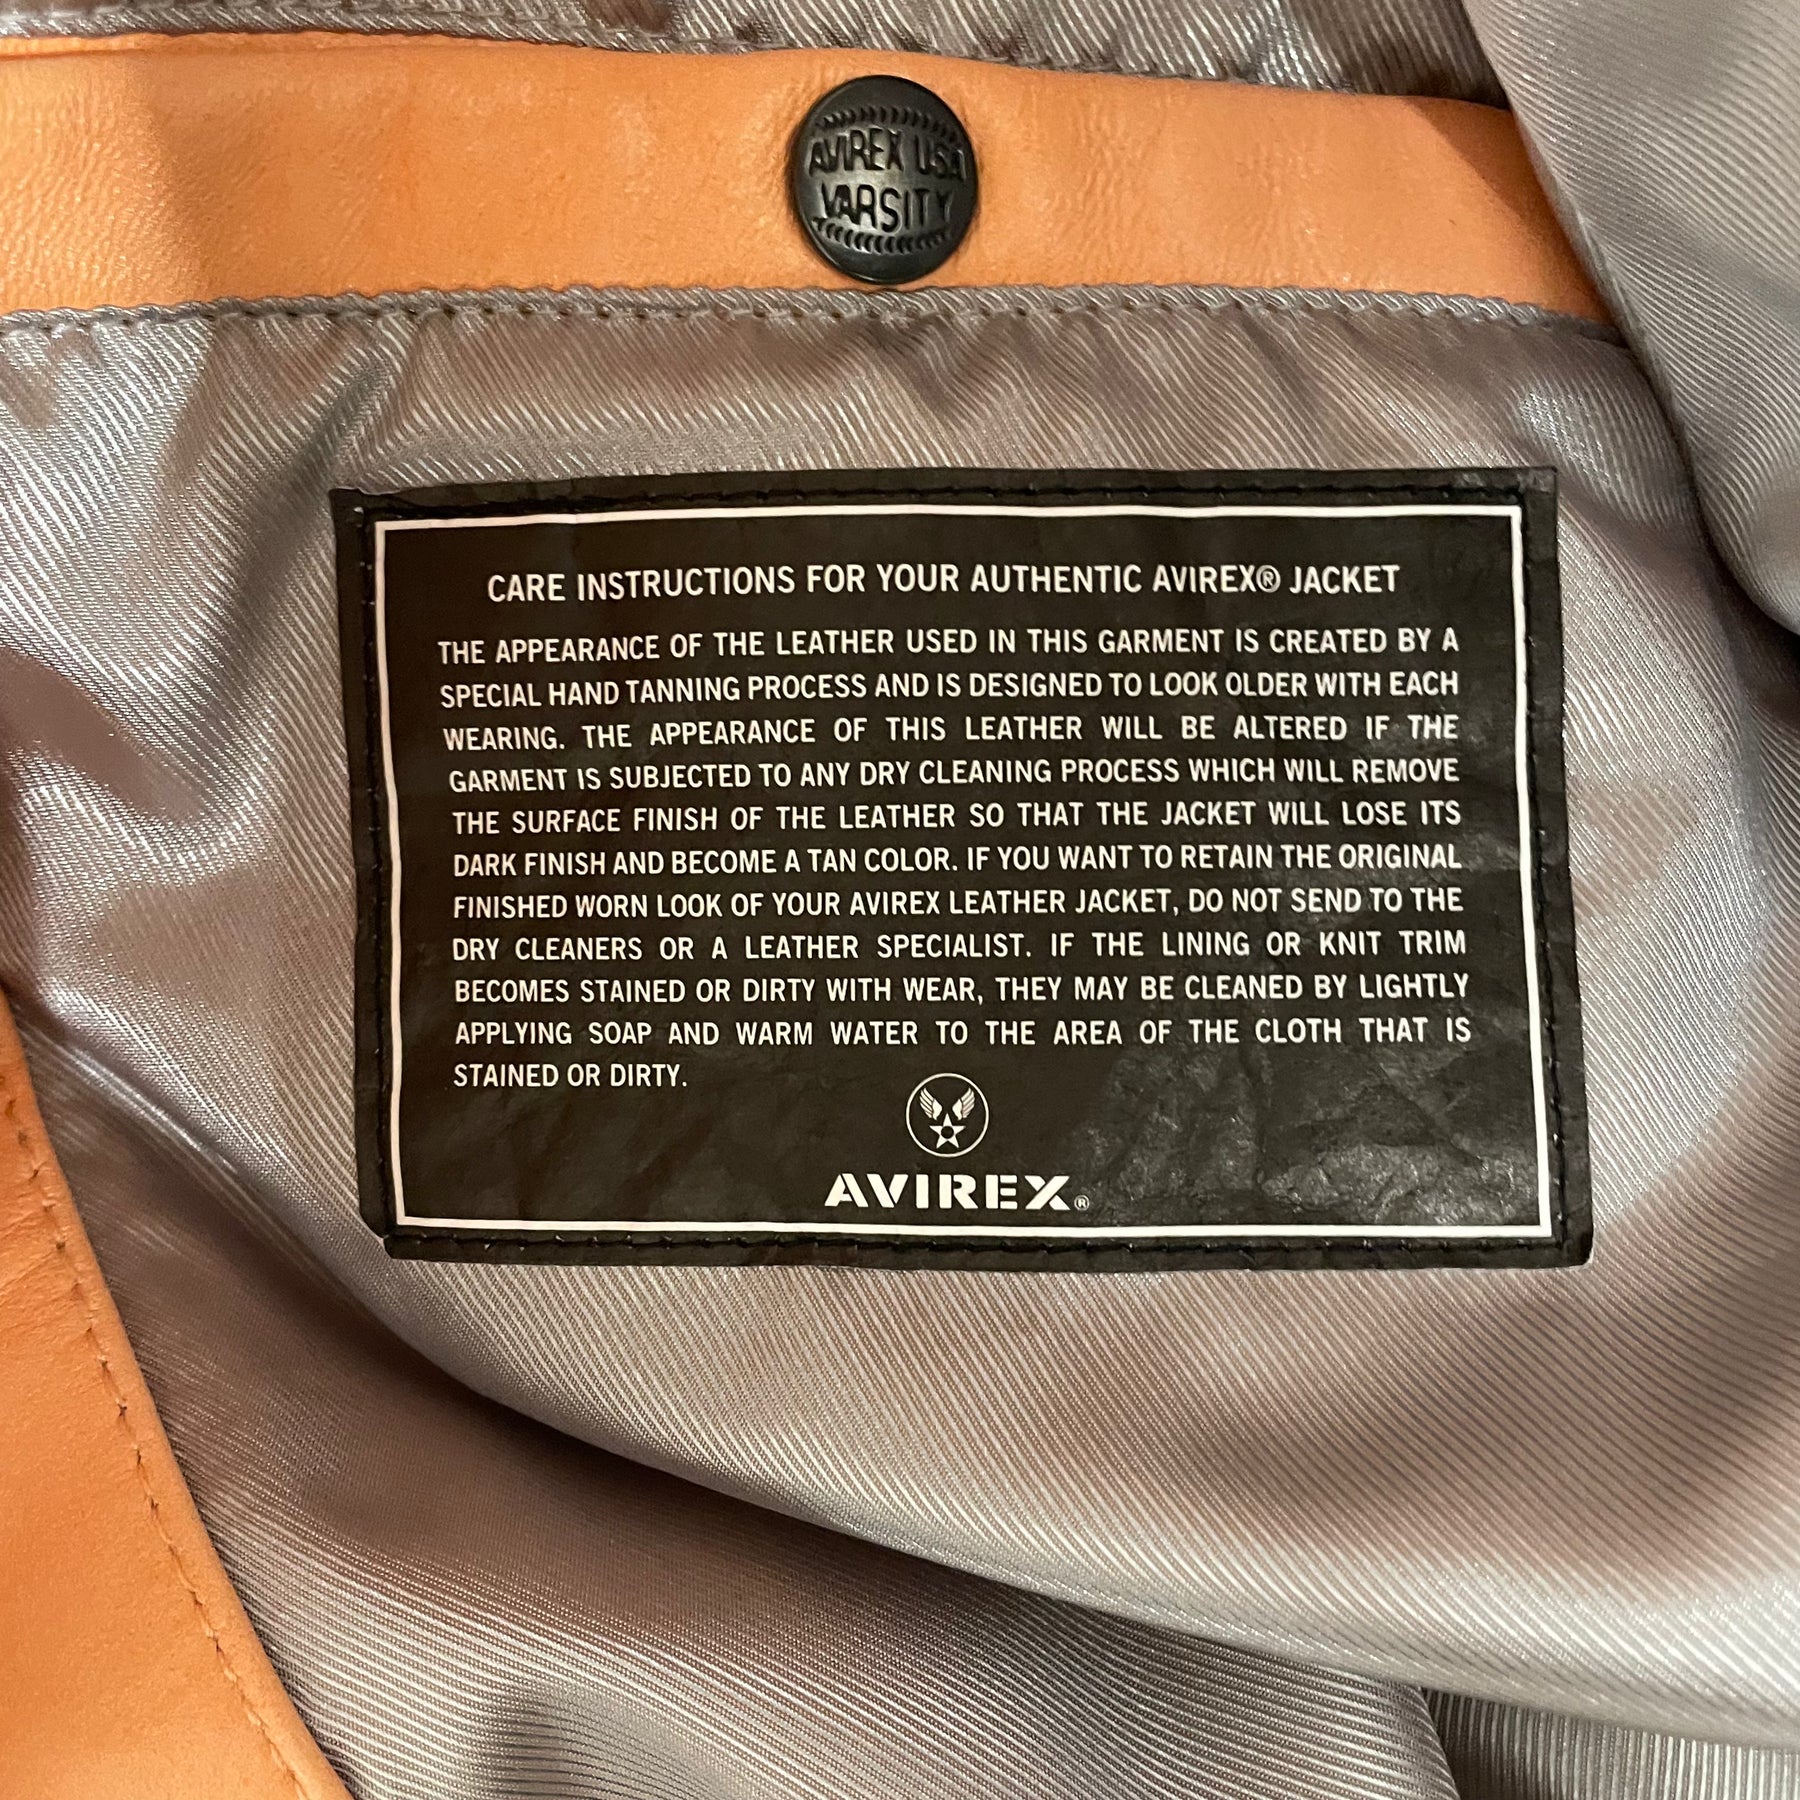 AVIREX USA
VARSITY
CARE INSTRUCTIONS FOR YOUR AUTHENTIC AVIREX® JACKET
THE APPEARANCE OF THE LEATHER USED IN THIS GARMENT IS CREATED BY A
SPECIAL HAND TANNING PROCESS AND IS DESIGNED TO LOOK OLDER WITH EACH
WEARING. THE APPEARANCE OF THIS LEATHER WILL BE ALTERED IF THE
GARMENT IS SUBJECTED TO ANY DRY CLEANING PROCESS WHICH WILL REMOVE
THE SURFACE FINISH OF THE LEATHER SO THAT THE JACKET WILL LOSE ITS
DARK FINISH AND BECOME A TAN COLOR. IF YOU WANT TO RETAIN THE ORIGINAL
FINISHED WORN LOOK OF YOUR AVIREX LEATHER JACKET, DO NOT SEND TO THE
DRY CLEANERS OR A LEATHER SPECIALIST. IF THE LINING OR KNIT TRIM
BECOMES STAINED OR DIRTY WITH WEAR, THEY MAY BE CLEANED BY LIGHTLY
APPLYING SOAP AND WARM WATER TO THE AREA OF THE CLOTH THAT IS
STAINED OR DIRTY.
AVIREX®